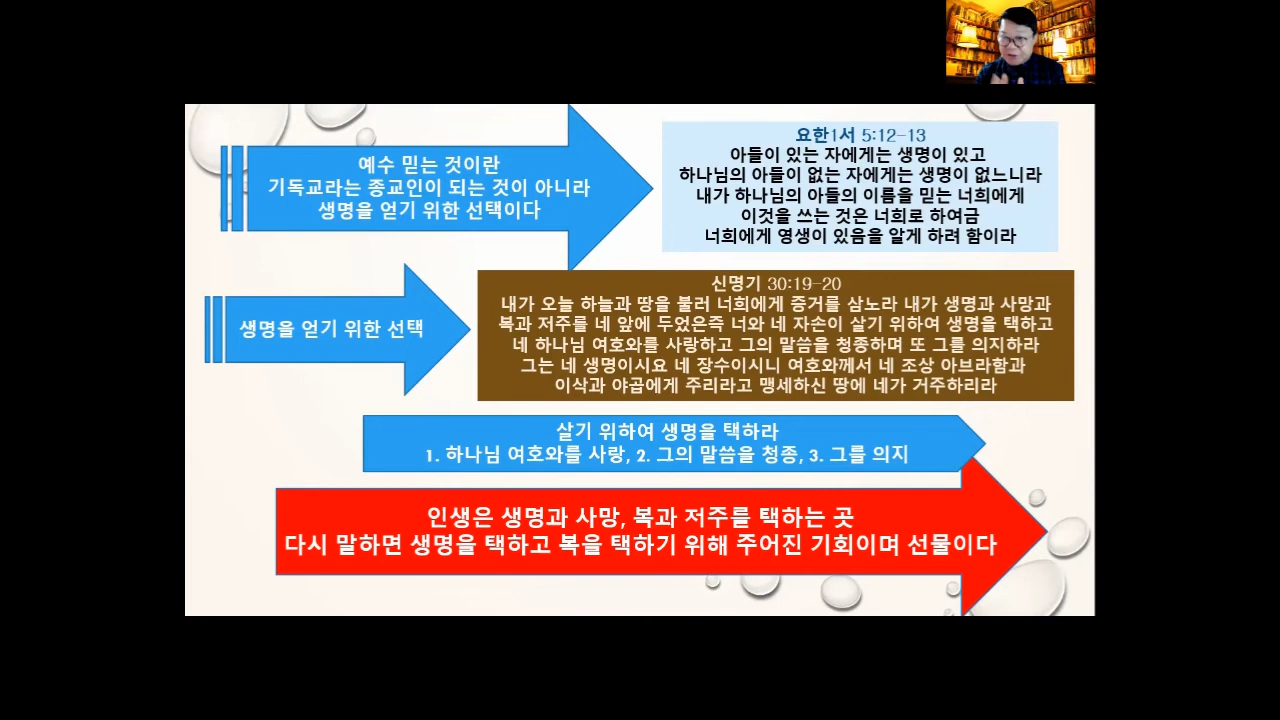 예수 믿는 것이란
기독교라는 종교인이 되는 것이 아니라
생명을 얻기 위한 선택이다
요한1서 5:12-13
아들이 있는 자에게는 생명이 있고
하나님의 아들이 없는 자에게는 생명이 없느니라
내가 하나님의 아들의 이름을 믿는 너희에게
이것을 쓰는 것은 너희로 하여금
너희에게 영생이 있음을 알게 하려 함이라
생명을 얻기 위한 선택
신명기 30:19-20
내가 오늘 하늘과 땅을 불러 너희에게 증거를 삼노라 내가 생명과 사망과
복과 저주를 네 앞에 두었은즉 너와 네 자손이 살기 위하여 생명을 택하고
네 하나님 여호와를 사랑하고 그의 말씀을 청종하며 또 그를 의지하라
그는 네 생명이시요 네 장수이시니 여호와께서 네 조상 아브라함과
이삭과 야곱에게 주리라고 맹세하신 땅에 네가 거주하리라
살기 위하여 생명을 택하라
1. 하나님 여호와를 사랑, 2. 그의 말씀을 청종, 3. 그를 의지
인생은 생명과 사망, 복과 저주를 택하는 곳
다시 말하면 생명을 택하고 복을 택하기 위해 주어진 기회이며 선물이다